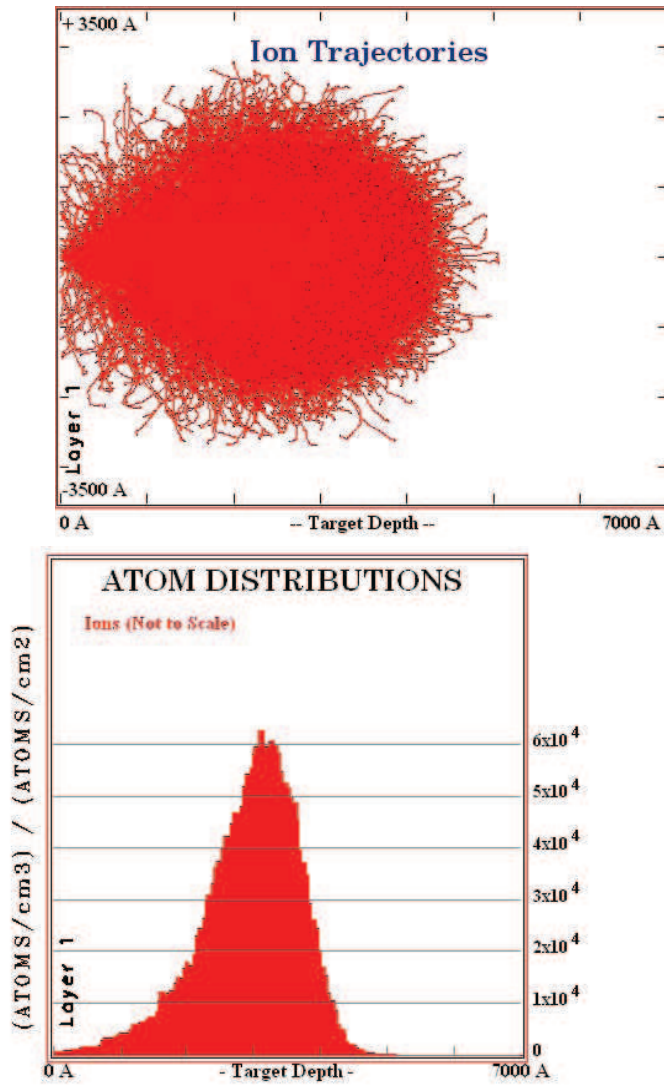 +3500 A
Ion Trajectories
Layer 1
-3500 A
0 A
-- Target Depth --
7000 A
ATOM DISTRIBUTIONS
Ions (Not to Scale)
(ATOMS/cm3) / (ATOMS/cm2)
6x10^4
5x10^4
4x10^4
3x10^4
2x10^4
1x10^4
0
Layer 1
0 A
- Target Depth -
7000 A